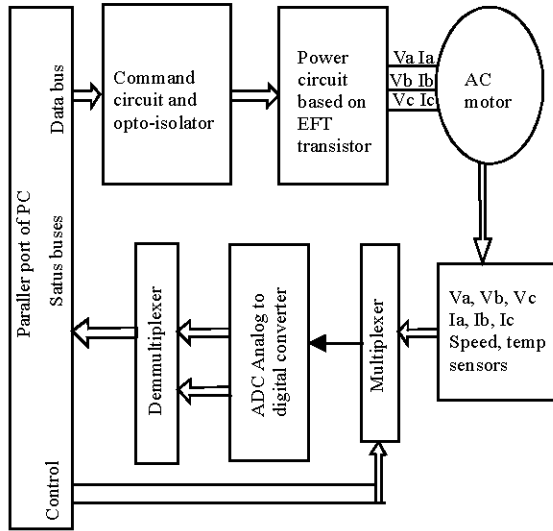 Paraller port of PC
Data bus
Satus buses
Control
Command
circuit and
opto-isolator
Power
circuit
based on
EFT
transistor
Va Ia
Vb Ib
Vc Ic
AC
motor
Va, Vb, Vc
Ia, Ib, Ic
Speed, temp
sensors
Multiplexer
ADC Analog to
digital converter
Demmultiplexer